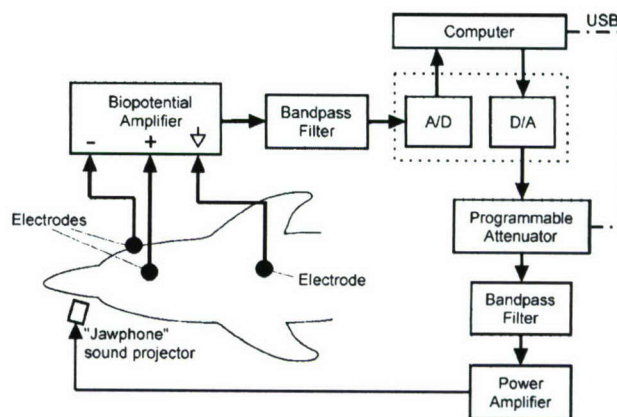 Computer
USB
Biopotential
Amplifier
- +
Bandpass
Filter
A/D
D/A
Electrodes
Electrode
Programmable
Attenuator
"Jawphone"
sound projector
Bandpass
Filter
Power
Amplifier